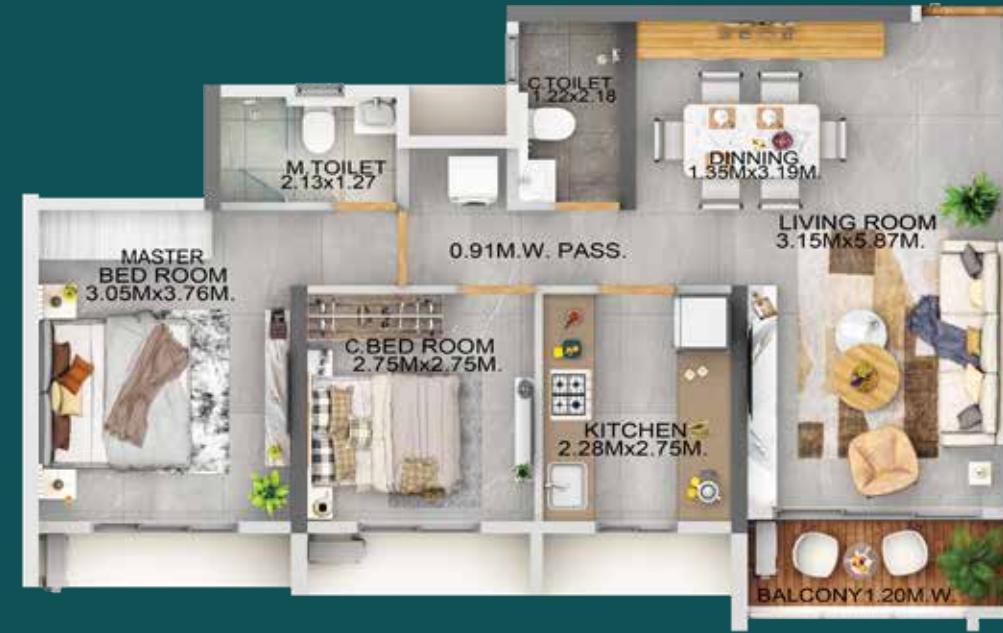 C.TOILET
1.22x2.18
M.TOILET
2.13x1.27
DINNING
1.35Mx3.19M.
LIVING ROOM
3.15Mx5.87M.
0.91M.W. PASS.
MASTER
BED ROOM
3.05Mx3.76M.
C.BED ROOM
2.75Mx2.75M.
KITCHEN
2.28Mx2.75M.
BALCONY1.20M.W.